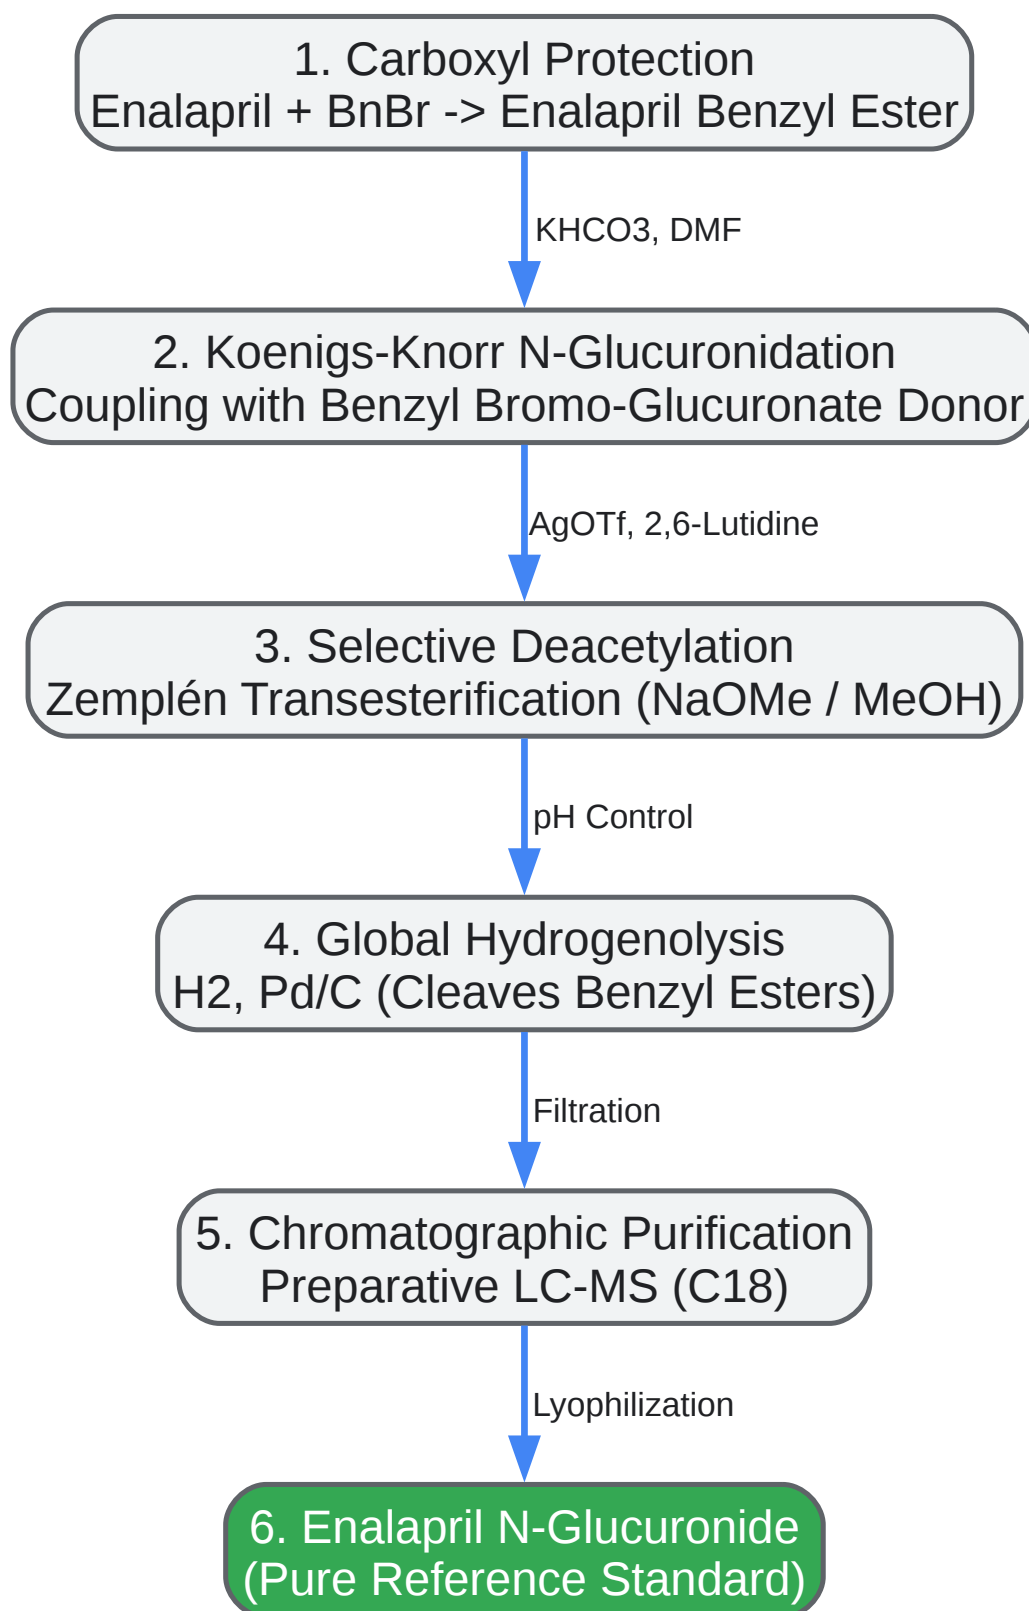 1. Carboxyl Protection
Enalapril + BnBr -> Enalapril Benzyl Ester
KHCO3, DMF
2. Koenigs-Knorr N-Glucuronidation
Coupling with Benzyl Bromo-Glucuronate Donor
AgOTf, 2,6-Lutidine
3. Selective Deacetylation
Zemplén Transesterification (NaOMe / MeOH)
pH Control
4. Global Hydrogenolysis
H2, Pd/C (Cleaves Benzyl Esters)
Filtration
5. Chromatographic Purification
Preparative LC-MS (C18)
Lyophilization
6. Enalapril N-Glucuronide
(Pure Reference Standard)